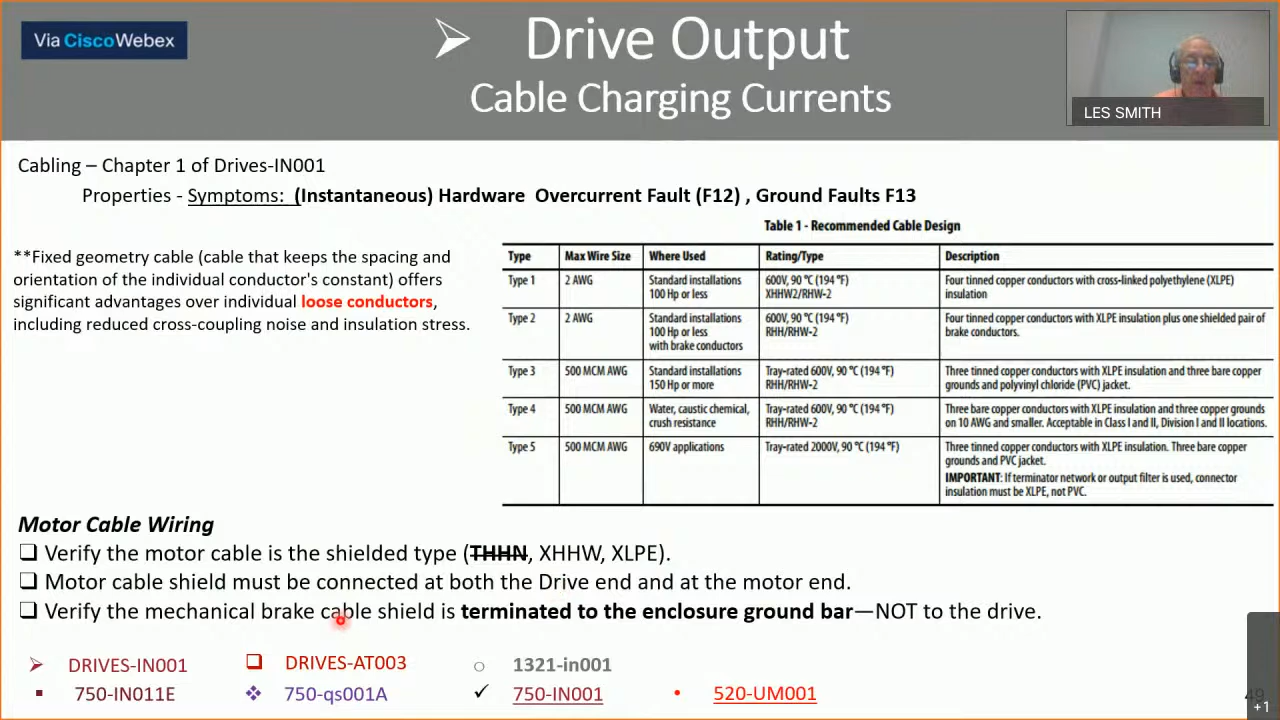 Via CiscoWebex
➢ Drive Output
Cable Charging Currents
LES SMITH
Cabling – Chapter 1 of Drives-IN001
Properties - Symptoms: (Instantaneous) Hardware Overcurrent Fault (F12) , Ground Faults F13
**Fixed geometry cable (cable that keeps the spacing and
orientation of the individual conductor's constant) offers
significant advantages over individual loose conductors,
including reduced cross-coupling noise and insulation stress.
Table 1 - Recommended Cable Design
Type Max Wire Size Where Used Rating/Type Description
Type 1 2 AWG Standard installations 600V, 90 °C (194 °F) Four tinned copper conductors with cross-linked polyethylene (XLPE)
100 Hp or less XHHW2/RHW-2 insulation
Type 2 2 AWG Standard installations 600V, 90 °C (194 °F) Four tinned copper conductors with XLPE insulation plus one shielded pair of
100 Hp or less RHH/RHW-2 brake conductors.
with brake conductors
Type 3 500 MCM AWG Standard installations Tray-rated 600V, 90 °C (194 °F) Three tinned copper conductors with XLPE insulation and three bare copper
150 Hp or more RHH/RHW-2 grounds and polyvinyl chloride (PVC) jacket.
Type 4 500 MCM AWG Water, caustic chemical, Tray-rated 600V, 90 °C (194 °F) Three bare copper conductors with XLPE insulation and three copper grounds
crush resistance RHH/RHW-2 on 10 AWG and smaller. Acceptable in Class I and II, Division I and II locations.
Type 5 500 MCM AWG 690V applications Tray-rated 2000V, 90 °C (194 °F) Three tinned copper conductors with XLPE insulation. Three bare copper
grounds and PVC jacket.
IMPORTANT: If terminator network or output filter is used, connector
insulation must be XLPE, not PVC.
Motor Cable Wiring
❑ Verify the motor cable is the shielded type (THHN, XHHW, XLPE).
❑ Motor cable shield must be connected at both the Drive end and at the motor end.
❑ Verify the mechanical brake cable shield is terminated to the enclosure ground bar—NOT to the drive.
➢ DRIVES-IN001 ❑ DRIVES-AT003 ○ 1321-in001
▪ 750-IN011E ❖ 750-qs001A ✓ 750-IN001 • 520-UM001
49
+1